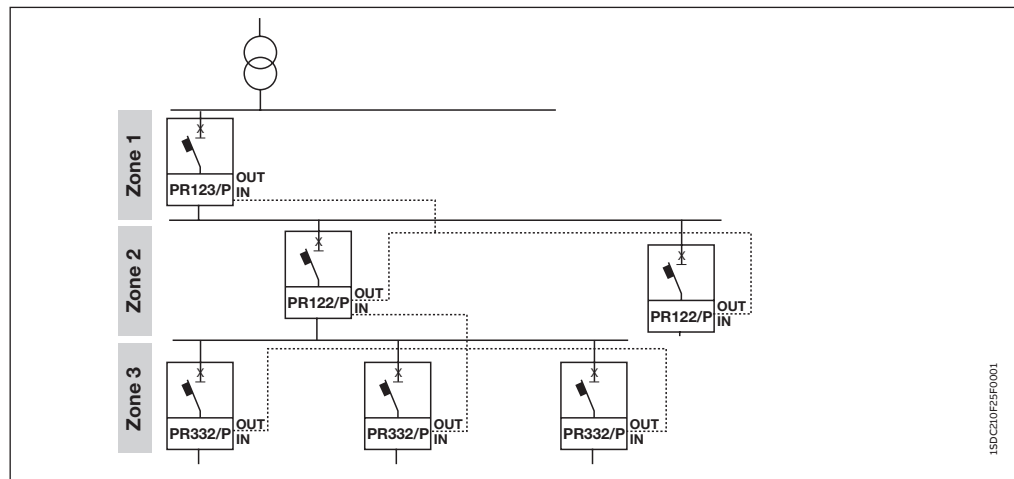 Zone 1
PR123/P
OUT
IN
Zone 2
PR122/P
OUT
IN
PR122/P
OUT
IN
Zone 3
PR332/P
OUT
IN
PR332/P
OUT
IN
PR332/P
OUT
IN
1SDC210F25F0001